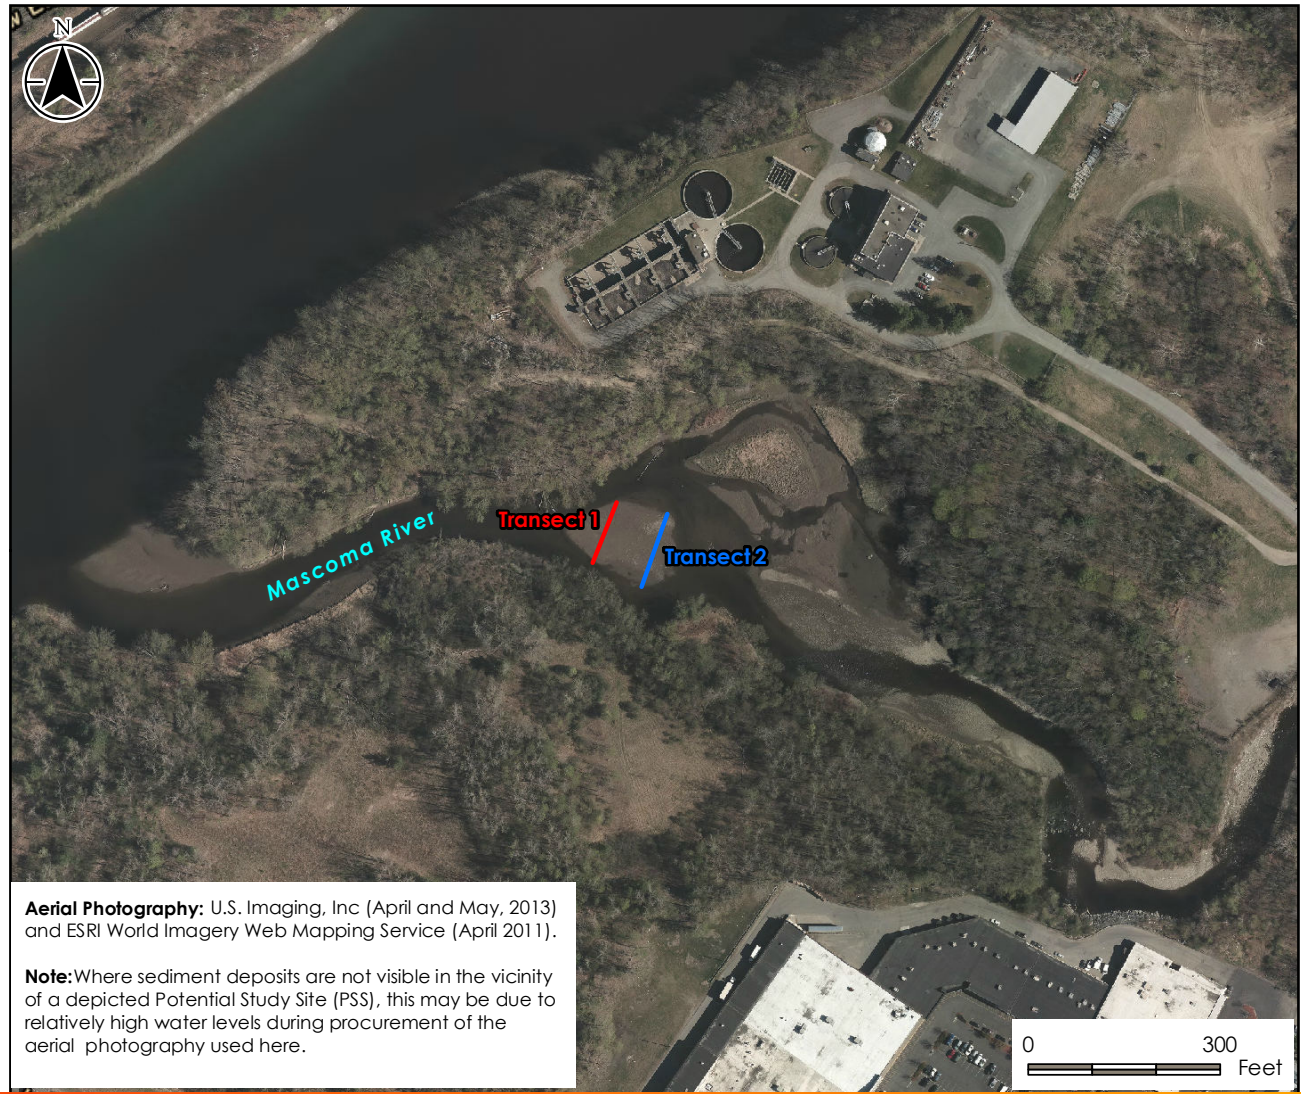 N
Transect 1
Transect 2
Mascoma River
Aerial Photography: U.S. Imaging, Inc (April and May, 2013)
and ESRI World Imagery Web Mapping Service (April 2011).
Note:Where sediment deposits are not visible in the vicinity
of a depicted Potential Study Site (PSS), this may be due to
relatively high water levels during procurement of the
aerial photography used here.
0 300
Feet